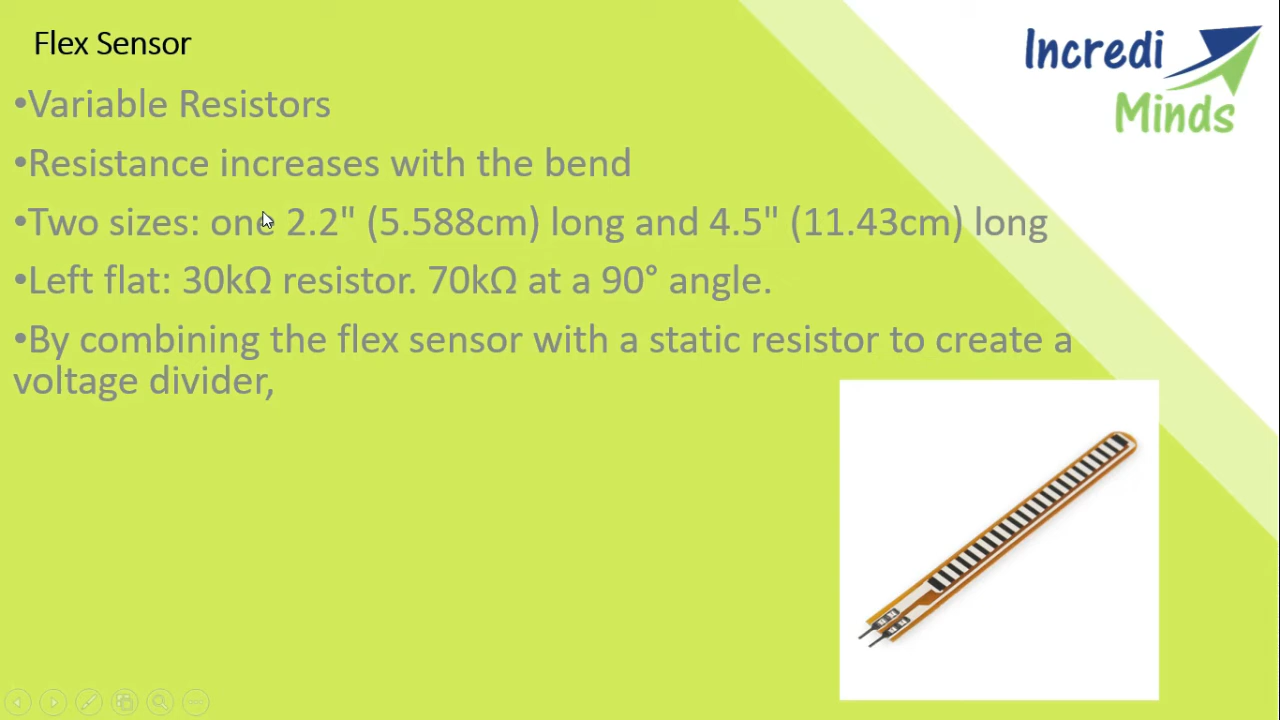 Flex Sensor
Incredi
Minds
•Variable Resistors
•Resistance increases with the bend
•Two sizes: one 2.2" (5.588cm) long and 4.5" (11.43cm) long
•Left flat: 30kΩ resistor. 70kΩ at a 90° angle.
•By combining the flex sensor with a static resistor to create a
voltage divider,